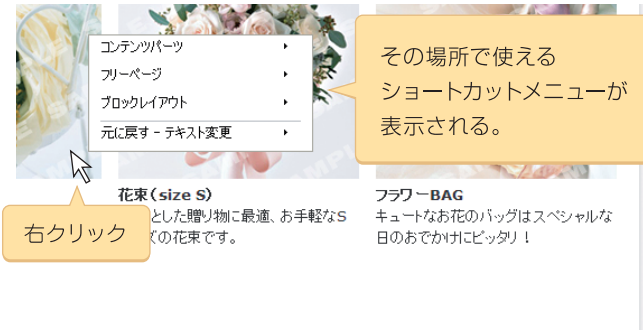 コンテンツパーツ
フリーページ
ブロックレイアウト
元に戻す - テキスト変更
その場所で使える
ショートカットメニューが
表示される。
右クリック
花束(size S)
とした贈り物に最適、お手軽なS
ズの花束です。
フラワーBAG
キュートなお花のバッグはスペシャルな
日のおでかけにピッタリ!